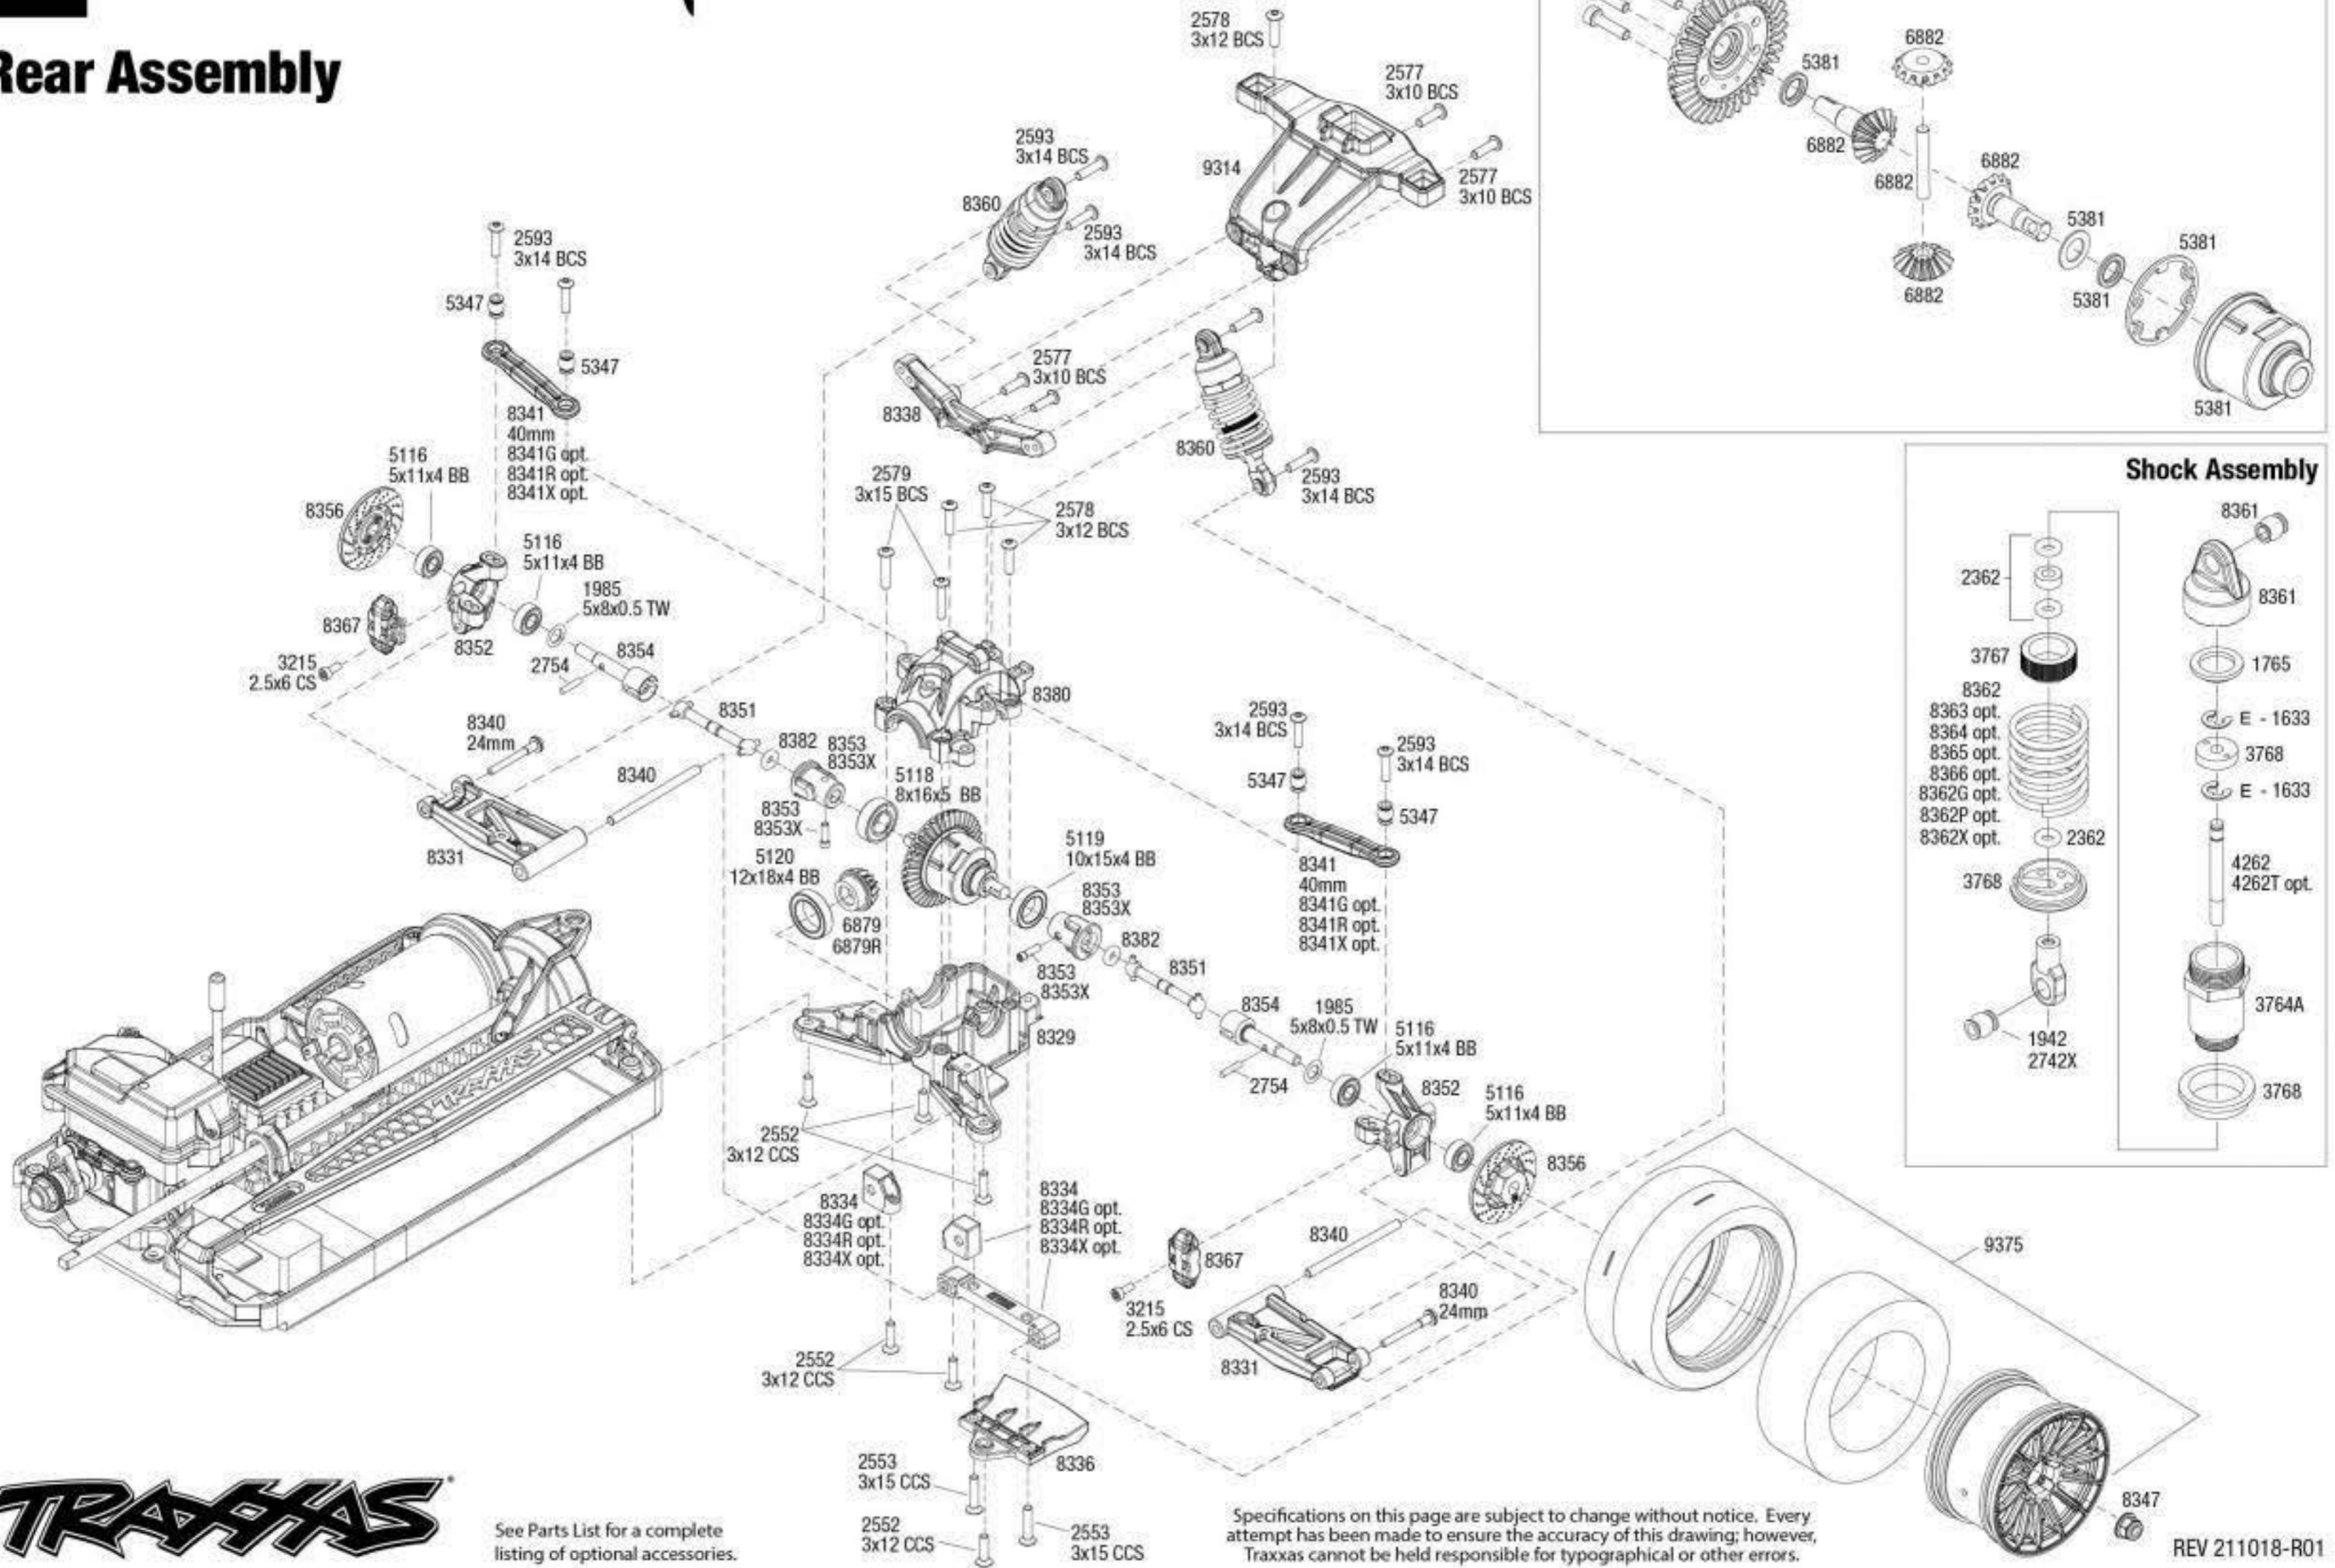 Rear Assembly
2578
3x12 BCS
2577
3x10 BCS
9314
2577
3x10 BCS
2593
3x14 BCS
8360
2593
3x14 BCS
2593
3x14 BCS
5347
5347
8341
40mm
8341G opt.
8341R opt.
8341X opt.
2577
3x10 BCS
8338
8360
2593
3x14 BCS
5116
5x11x4 BB
8356
5116
5x11x4 BB
1985
5x8x0.5 TW
8367
8352
3215
2.5x6 CS
2754
8354
2579
3x15 BCS
2578
3x12 BCS
8380
8351
8340
24mm
8340
8331
8382
8353
8353X
8353
8353X
5118
8x16x5 BB
5120
12x18x4 BB
6879
6879R
5119
10x15x4 BB
8353
8353X
8382
8353
8353X
8351
2593
3x14 BCS
2593
3x14 BCS
5347
5347
8341
40mm
8341G opt.
8341R opt.
8341X opt.
8329
8354
1985
5x8x0.5 TW
2754
5116
5x11x4 BB
8352
5116
5x11x4 BB
8356
TRAXXAS
2552
3x12 CCS
8334
8334G opt.
8334R opt.
8334X opt.
8334
8334G opt.
8334R opt.
8334X opt.
8367
3215
2.5x6 CS
8340
8340
24mm
8331
2552
3x12 CCS
9375
2553
3x15 CCS
8336
2552
3x12 CCS
2553
3x15 CCS
8347
6882
5381
6882
6882
6882
5381
5381
6882
5381
5381
Shock Assembly
8361
2362
8361
3767
1765
8362
8363 opt.
8364 opt.
8365 opt.
8366 opt.
8362G opt.
8362P opt.
8362X opt.
E - 1633
3768
E - 1633
2362
4262
4262T opt.
3768
3764A
1942
2742X
3768
TRAXXAS
See Parts List for a complete
listing of optional accessories.
Specifications on this page are subject to change without notice. Every
attempt has been made to ensure the accuracy of this drawing; however,
Traxxas cannot be held responsible for typographical or other errors.
REV 211018-R01